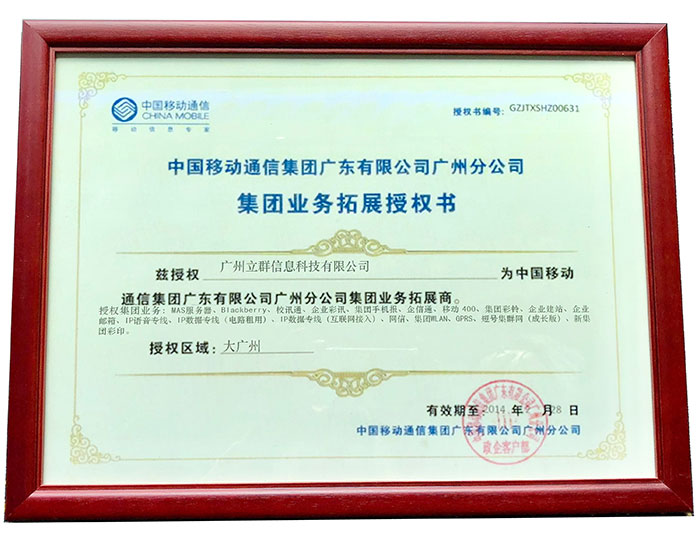 中国移动通信
CHINA MOBILE
移动信息专家
授权书编号: GZJTXSHZ00631
中国移动通信集团广东有限公司广州分公司
集团业务拓展授权书
兹授权 广州立群信息科技有限公司 为中国移动
通信集团广东有限公司广州分公司集团业务拓展商。
授权集团业务: MAS服务器、Blackberry、校讯通、企业彩讯、集团手机报、企信通、移动400、集团彩铃、企业建站、企业
邮箱、IP语音专线、IP数据专线（电路租用）、IP数据专线（互联网接入）、网信、集团WLAN、GPRS、短号集群网（成长版）、新集
团彩印。
授权区域: 大广州
有效期至 2014 年 月 28 日
中国移动通信集团广东有限公司广州分公司
政企客户部